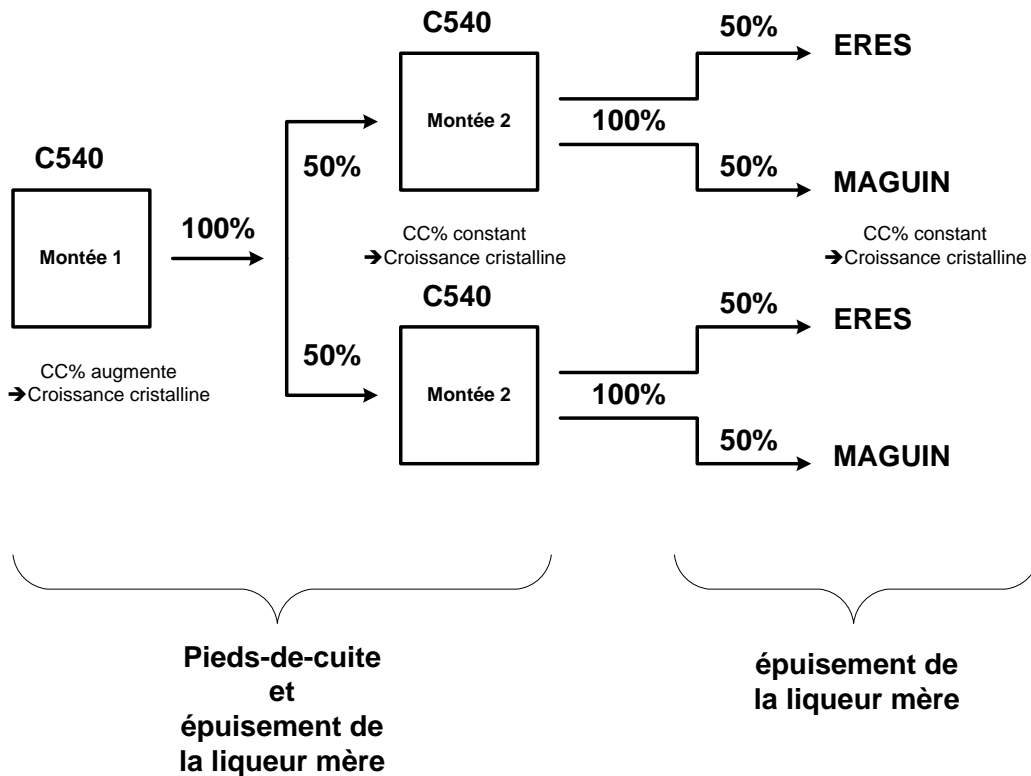 C540
Montée 1
100%
CC% augmente
➔Croissance cristalline
50%
50%
C540
Montée 2
CC% constant
➔Croissance cristalline
C540
Montée 2
100%
50%
ERES
50%
MAGUIN
CC% constant
➔Croissance cristalline
100%
50%
ERES
50%
MAGUIN
Pieds-de-cuite
et
épuisement de
la liqueur mère
épuisement de
la liqueur mère